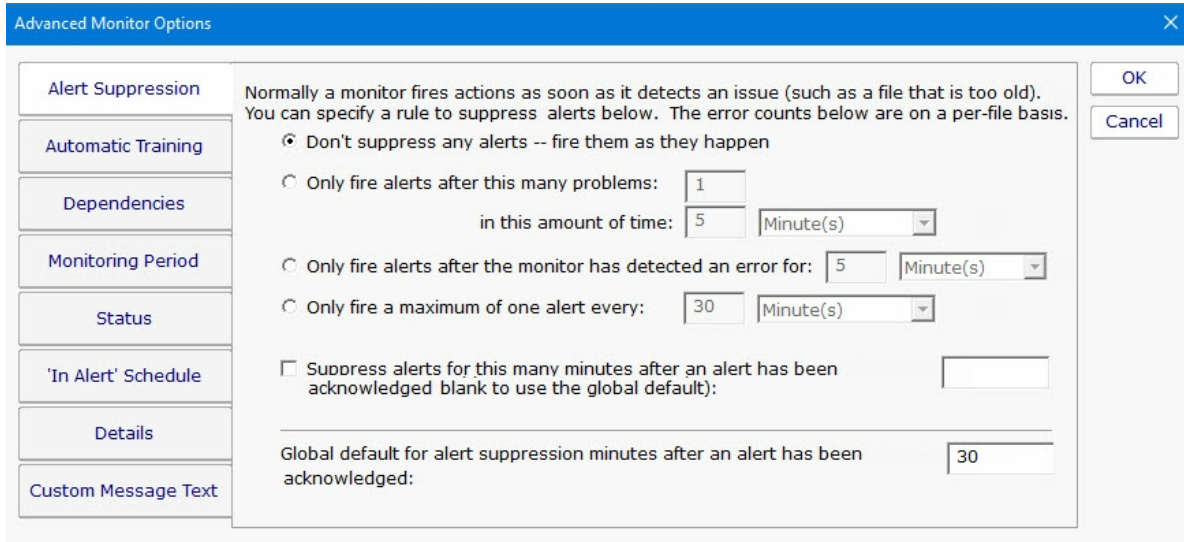 Advanced Monitor Options
Alert Suppression
Automatic Training
Dependencies
Monitoring Period
Status
'In Alert' Schedule
Details
Custom Message Text
Normally a monitor fires actions as soon as it detects an issue (such as a file that is too old).
You can specify a rule to suppress alerts below. The error counts below are on a per-file basis.
Don't suppress any alerts -- fire them as they happen
Only fire alerts after this many problems: 1
in this amount of time: 5 Minute(s)
Only fire alerts after the monitor has detected an error for: 5 Minute(s)
Only fire a maximum of one alert every: 30 Minute(s)
Suppress alerts for this many minutes after an alert has been
acknowledged blank to use the global default):
Global default for alert suppression minutes after an alert has been 30
acknowledged:
OK
Cancel